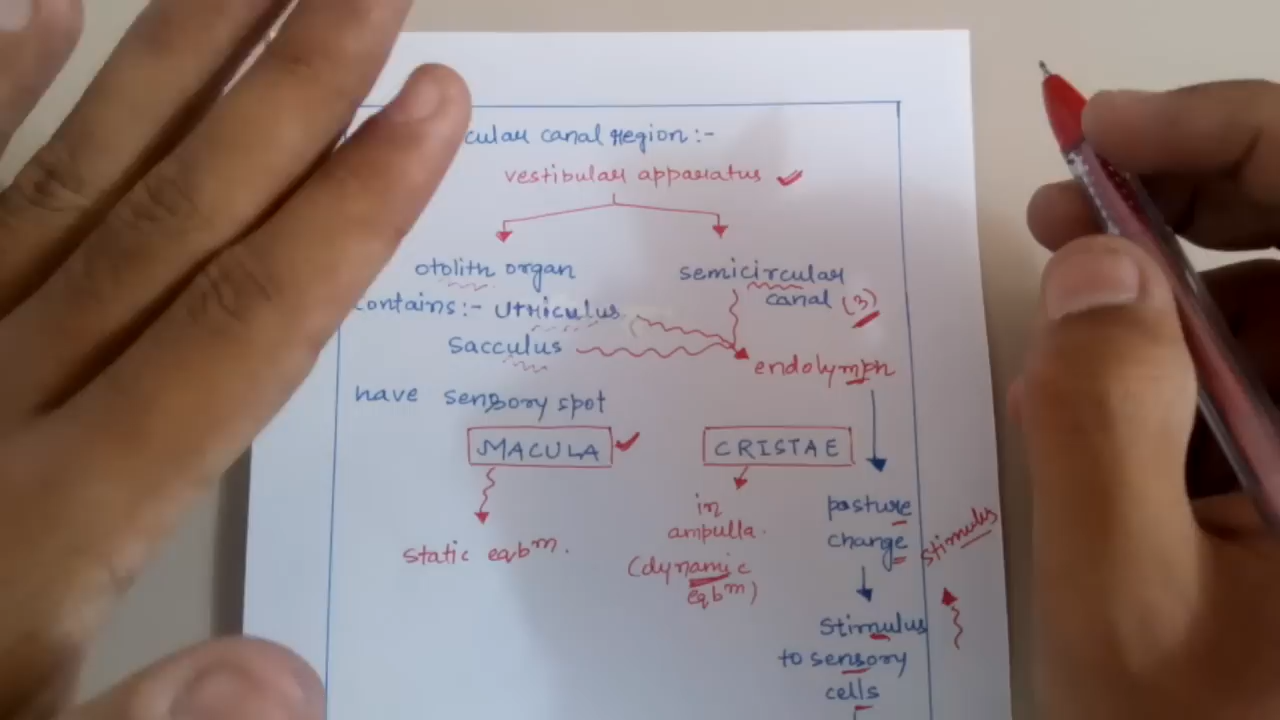 cular canal region :-
vestibular apparatus
otolith organ
semicircular
canal (3)
contains :- Utriculus
Sacculus
endolymph
have sensory spot
MACULA
CRISTAE
static eqbm.
in
ampulla.
(dynamic
eqbm)
posture
change
stimulus
stimulus
to sensory
cells